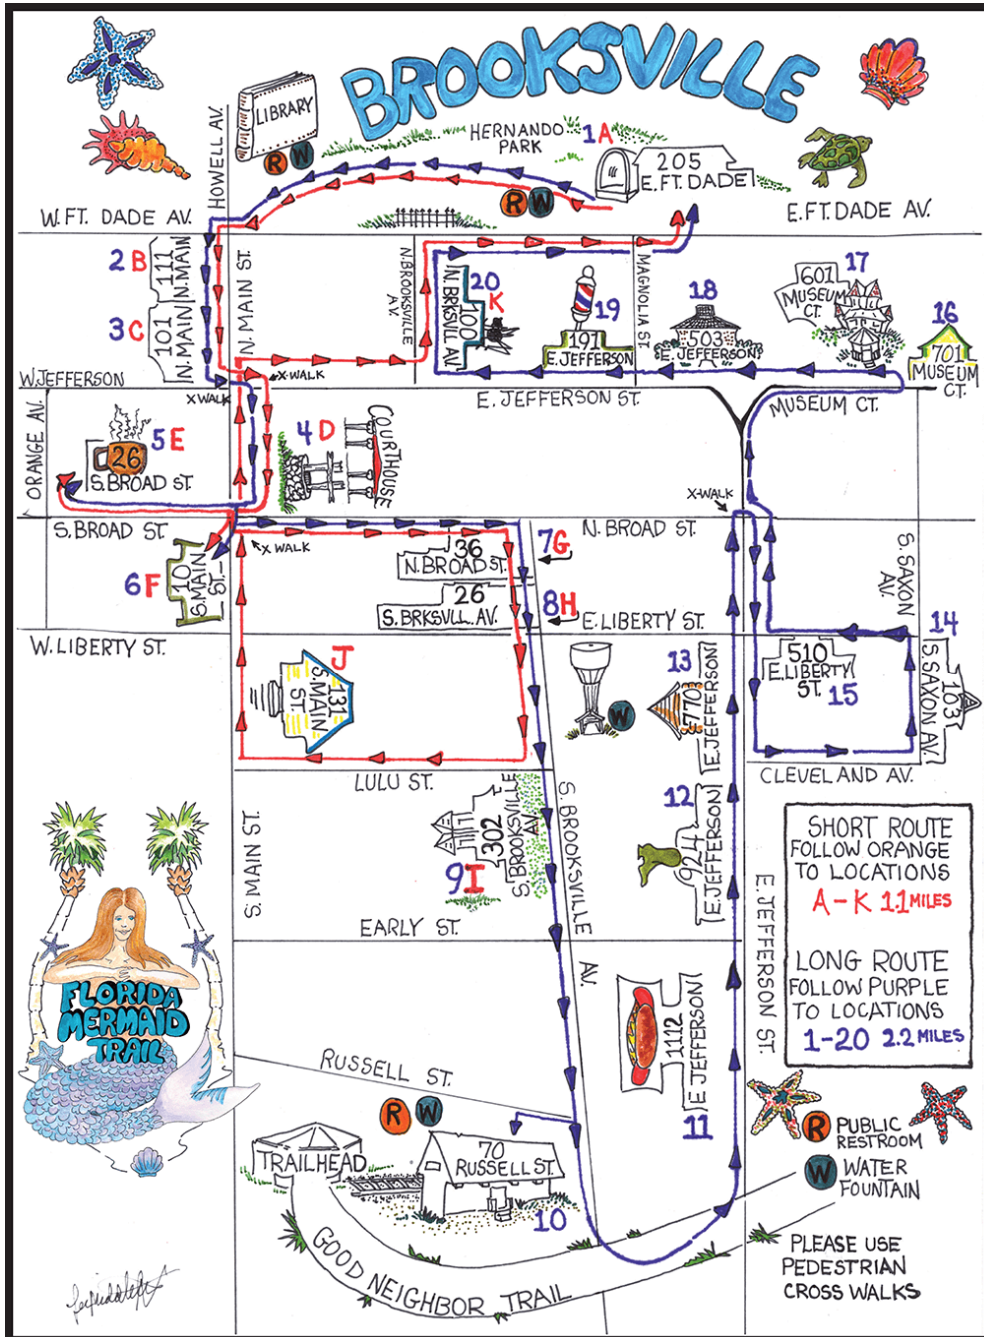 BROOKSVILLE
LIBRARY
R W
HOWELL AV.
HERNANDO
PARK
1A
205
E. FT. DADE
R W
W. FT. DADE AV.
E. FT. DADE AV.
2 B
111
N. MAIN
3 C
101
N. MAIN
N. MAIN ST.
N. BROOKSVILLE
AV.
20
K
100
N. BRKSVILL AV.
19
191
E. JEFFERSON
MAGNOLIA ST.
18
503
E. JEFFERSON
17
601
MUSEUM
CT.
16
701
MUSEUM
CT.
W. JEFFERSON
X WALK
X-WALK
E. JEFFERSON ST.
MUSEUM CT.
ORANGE AV.
5 E
26
S. BROAD ST.
4 D
COURTHOUSE
X-WALK
S. BROAD ST.
X WALK
N. BROAD ST.
S. SAXON
AV.
6 F
10
S. MAIN
ST.
36
N. BROAD ST.
7G
26
S. BRKSVLL. AV.
8H
E. LIBERTY ST.
W. LIBERTY ST.
J
131
S. MAIN
ST.
W
13
770
E. JEFFERSON
510
E. LIBERTY
ST.
15
14
103
S. SAXON AV.
LULU ST.
CLEVELAND AV.
S. MAIN ST.
302
S. BROOKSVILLE
AV.
9I
S. BROOKSVILLE
AV.
12
924
E. JEFFERSON
EARLY ST.
E. JEFFERSON ST.
SHORT ROUTE
FOLLOW ORANGE
TO LOCATIONS
A-K 1.1 MILES
LONG ROUTE
FOLLOW PURPLE
TO LOCATIONS
1-20 2.2 MILES
FLORIDA
MERMAID
TRAIL
1112
E. JEFFERSON
11
RUSSELL ST.
R W
TRAILHEAD
70
RUSSELL ST.
10
GOOD NEIGHBOR TRAIL
R PUBLIC
RESTROOM
W WATER
FOUNTAIN
PLEASE USE
PEDESTRIAN
CROSS WALKS